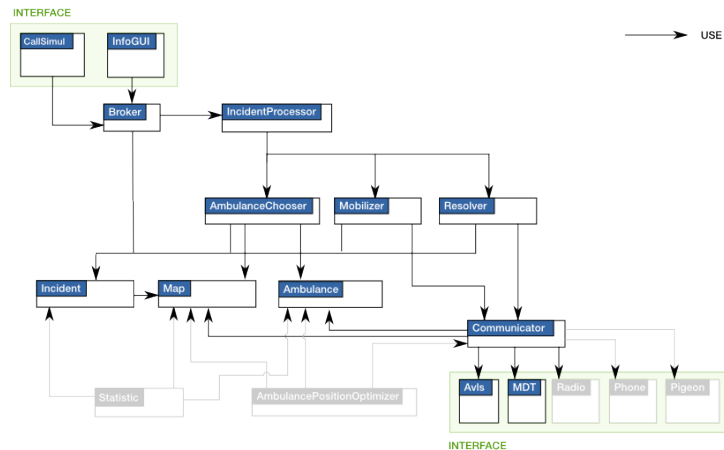 INTERFACE
CallSimul
InfoGUI
USE
Broker
IncidentProcessor
AmbulanceChooser
Mobilizer
Resolver
Incident
Map
Ambulance
Communicator
Statistic
AmbulancePositionOptimizer
Avls
MDT
Radio
Phone
Pigeon
INTERFACE